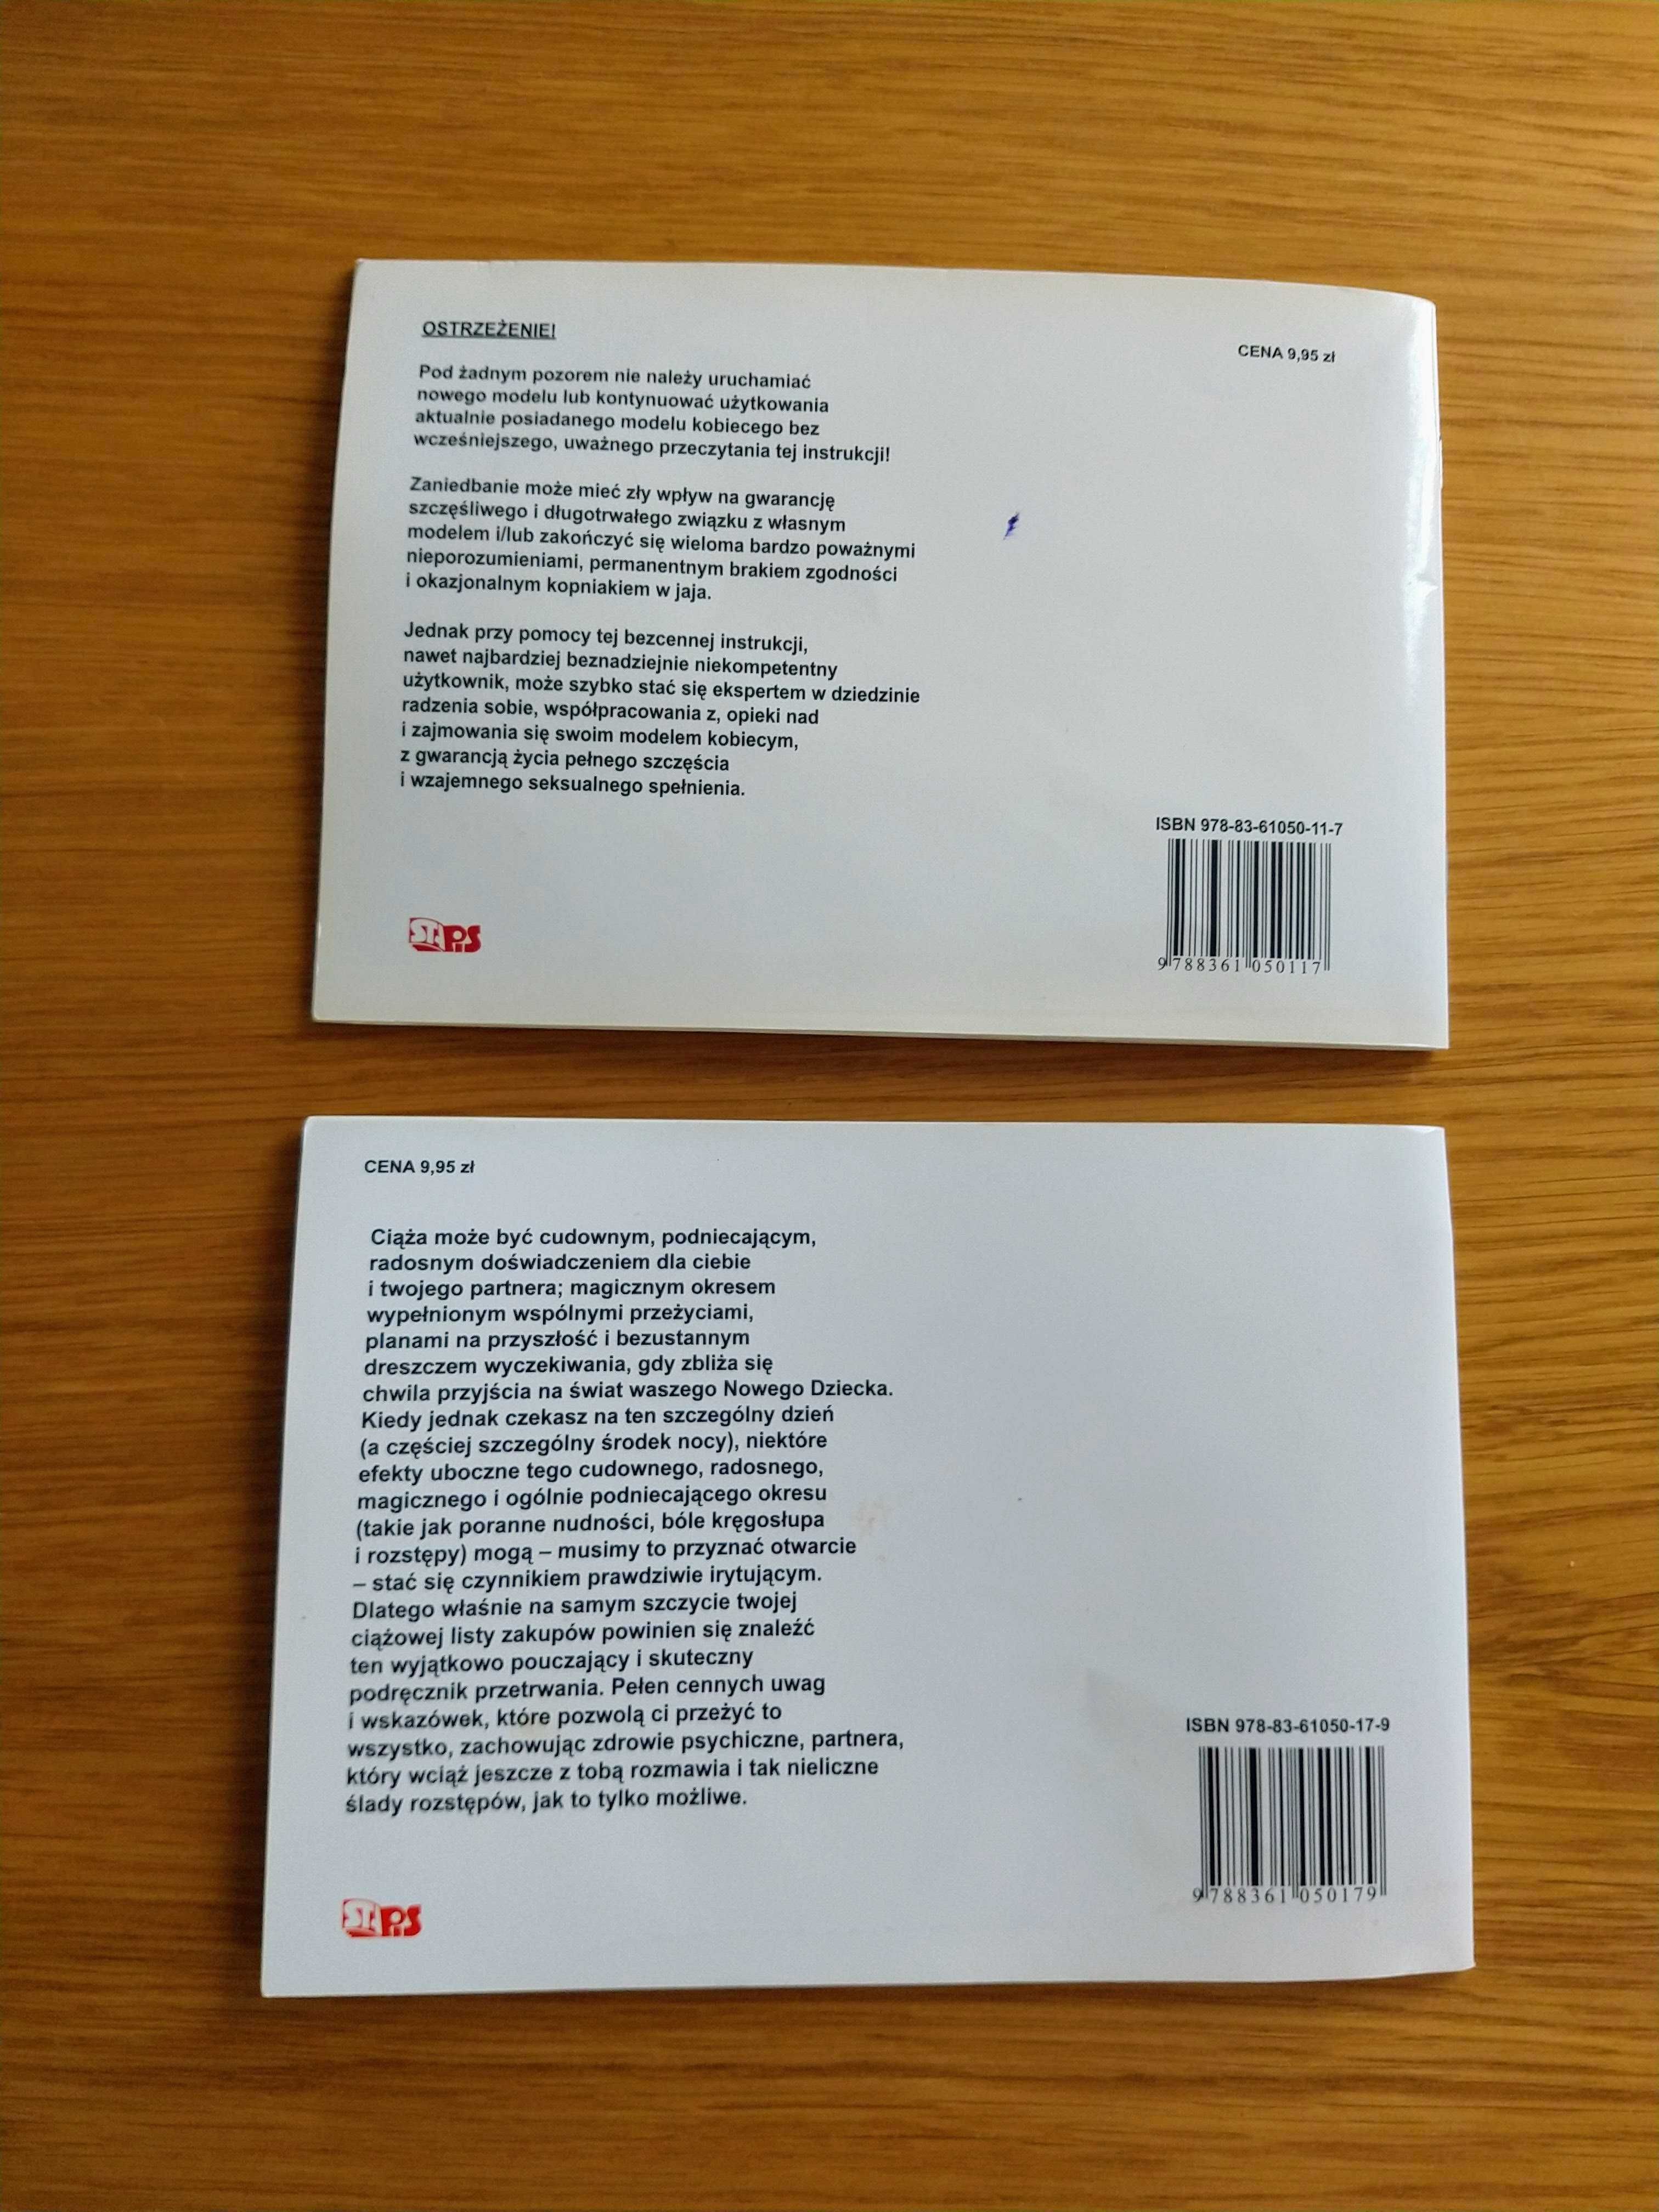 OSTRZEŻENIE!
CENA 9,95 zł
Pod żadnym pozorem nie należy uruchamiać
nowego modelu lub kontynuować użytkowania
aktualnie posiadanego modelu kobiecego bez
wcześniejszego, uważnego przeczytania tej instrukcji!
Zaniedbanie może mieć zły wpływ na gwarancję
szczęśliwego i długotrwałego związku z własnym
modelem i/lub zakończyć się wieloma bardzo poważnymi
nieporozumieniami, permanentnym brakiem zgodności
i okazjonalnym kopniakiem w jaja.
Jednak przy pomocy tej bezcennej instrukcji,
nawet najbardziej beznadziejnie niekompetentny
użytkownik, może szybko stać się ekspertem w dziedzinie
radzenia sobie, współpracowania z, opieki nad
i zajmowania się swoim modelem kobiecym,
z gwarancją życia pełnego szczęścia
i wzajemnego seksualnego spełnienia.
ISBN 978-83-61050-11-7
9 788361 050117
CENA 9,95 zł
Ciąża może być cudownym, podniecającym,
radosnym doświadczeniem dla ciebie
i twojego partnera; magicznym okresem
wypełnionym wspólnymi przeżyciami,
planami na przyszłość i bezustannym
dreszczem wyczekiwania, gdy zbliża się
chwila przyjścia na świat waszego Nowego Dziecka.
Kiedy jednak czekasz na ten szczególny dzień
(a częściej szczególny środek nocy), niektóre
efekty uboczne tego cudownego, radosnego,
magicznego i ogólnie podniecającego okresu
(takie jak poranne nudności, bóle kręgosłupa
i rozstępy) mogą – musimy to przyznać otwarcie
– stać się czynnikiem prawdziwie irytującym.
Dlatego właśnie na samym szczycie twojej
ciążowej listy zakupów powinien się znaleźć
ten wyjątkowo pouczający i skuteczny
podręcznik przetrwania. Pełen cennych uwag
i wskazówek, które pozwolą ci przeżyć to
wszystko, zachowując zdrowie psychiczne, partnera,
który wciąż jeszcze z tobą rozmawia i tak nieliczne
ślady rozstępów, jak to tylko możliwe.
ISBN 978-83-61050-17-9
9 788361 050179